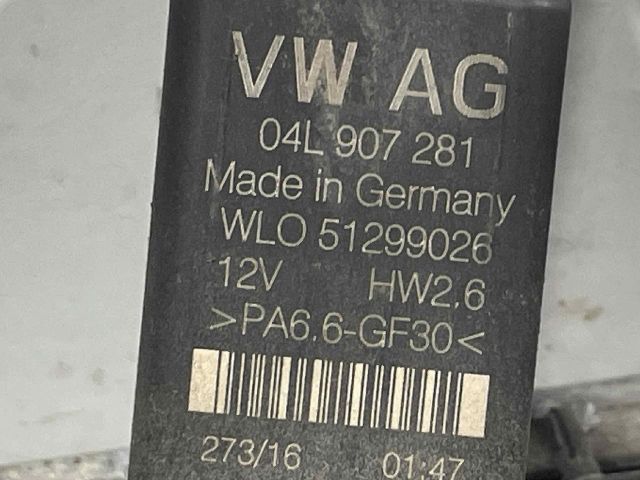 VW AG
04L 907 281
Made in Germany
WLO 51299026
12V HW2.6
>PA6.6-GF30<
273/16 01:47